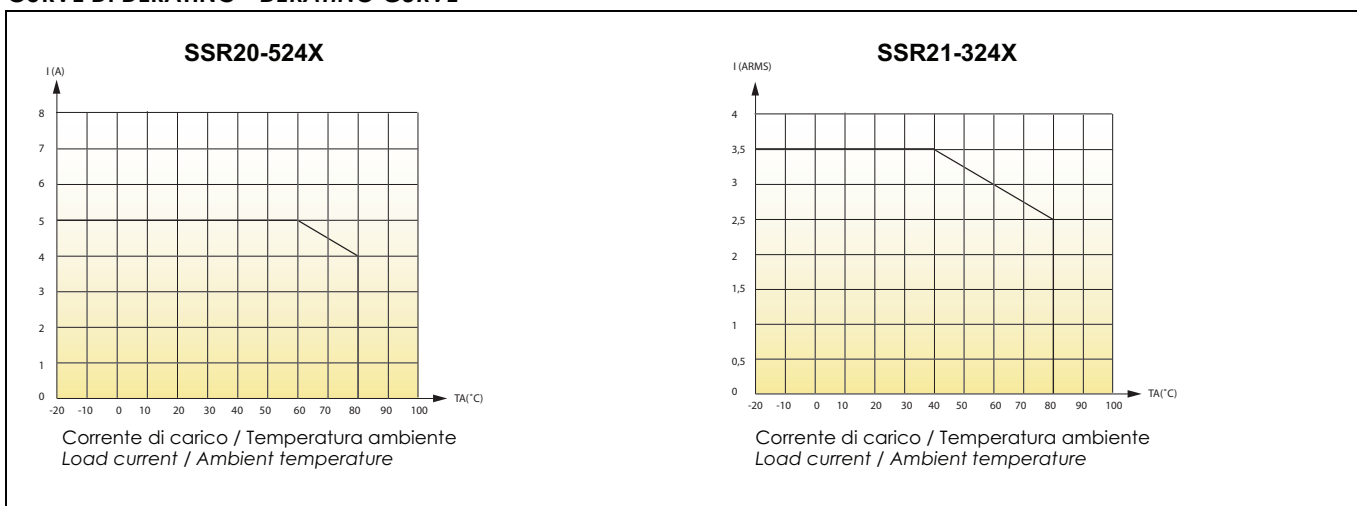 CURVE DI DERATING - DERATING CURVE
SSR20-524X
I (A)
8
7
6
5
4
3
2
1
0
-20 -10 0 10 20 30 40 50 60 70 80 90 100
TA(˚C)
Corrente di carico / Temperatura ambiente
Load current / Ambient temperature
SSR21-324X
I (ARMS)
4
3,5
3
2,5
2
1,5
1
0,5
0
-20 -10 0 10 20 30 40 50 60 70 80 90 100
TA(˚C)
Corrente di carico / Temperatura ambiente
Load current / Ambient temperature